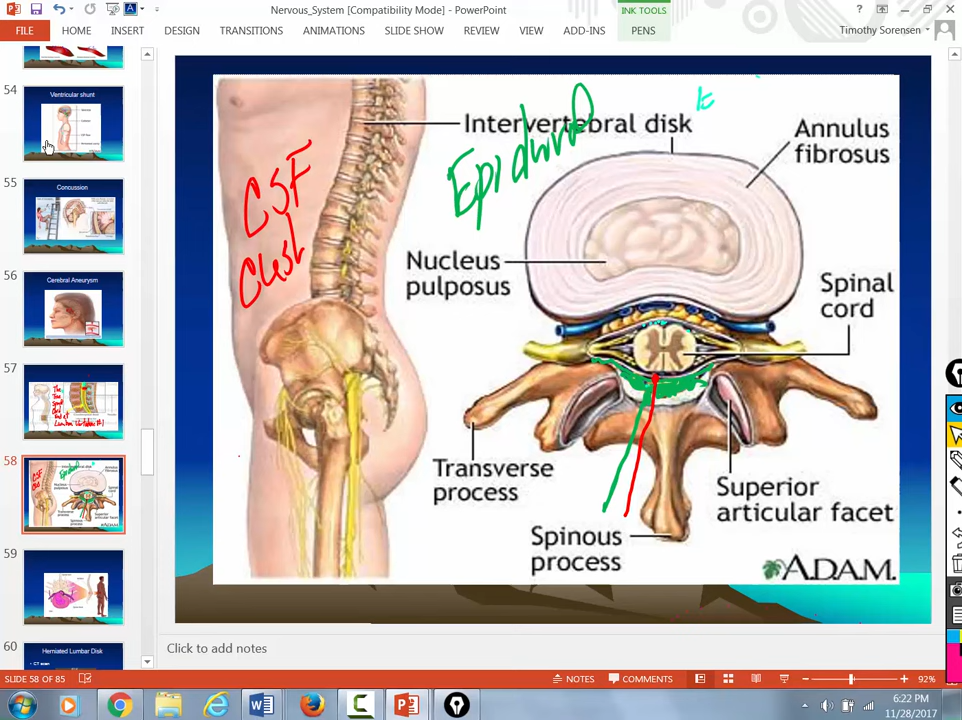 Nervous_System [Compatibility Mode] - PowerPoint
INK TOOLS
FILE HOME INSERT DESIGN TRANSITIONS ANIMATIONS SLIDE SHOW REVIEW VIEW ADD-INS PENS
Timothy Sorensen
54
Ventricular shunt
55
Concussion
56
Cerebral Aneurysm
57
58
59
60
Herniated Lumbar Disk
CT scan
CSF
Epidural
Intervertebral disk
Annulus
fibrosus
Nucleus
pulposus
Spinal
cord
Transverse
process
Superior
articular facet
Spinous
process
A.D.A.M.
Click to add notes
SLIDE 58 OF 85
NOTES
COMMENTS
92%
6:22 PM
11/28/2017